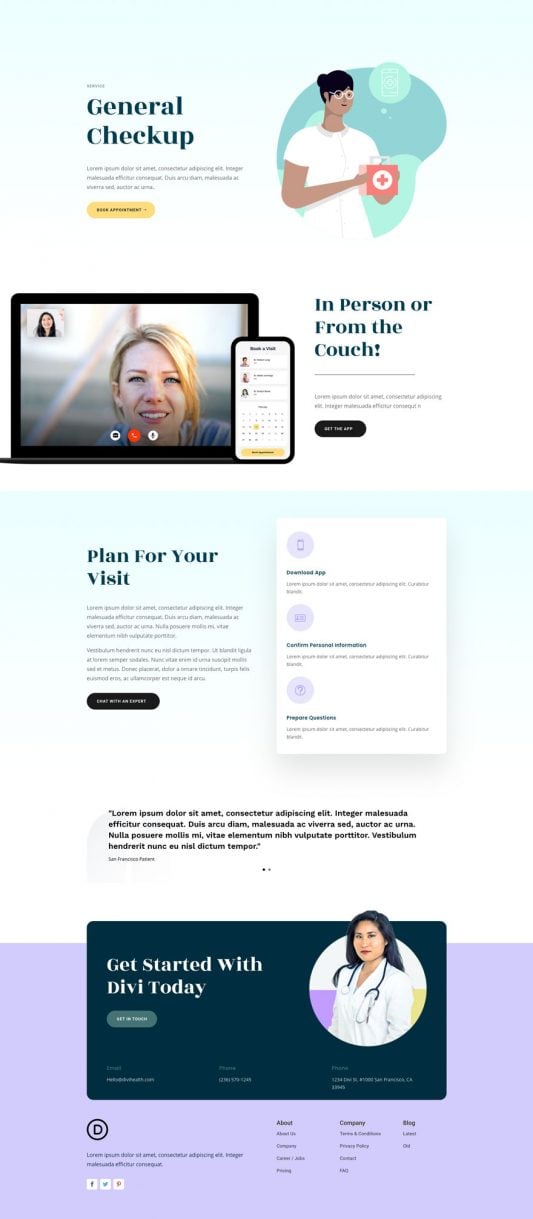 SERVICE
General
Checkup
Lorem ipsum dolor sit amet, consectetur adipiscing elit. Integer
malesuada efficitur consequat. Duis arcu diam, malesuada ac
viverra sed, auctor ac urna.
BOOK APPOINTMENT
In Person or
From the
Couch!
Book a Visit
Lorem ipsum dolor sit amet, consectetur adipiscing
elit. Integer malesuada efficitur consequt n
GET THE APP
Plan For Your
Visit
Lorem ipsum dolor sit amet, consectetur adipiscing elit. Integer
malesuada efficitur consequat. Duis arcu diam, malesuada ac
viverra sed, auctor ac urna. Nulla posuere mollis mi, vitae
elementum nibh vulputate porttitor.
Vestibulum hendrerit nunc eu nisl dictum tempor. Ut blandit ligula
at lorem semper sodales. Nunc vitae enim id urna suscipit mollis
sed et metus. Donec placerat, dolor a ornare tincidunt, turpis felis
euismod eros, ac ullamcorper est neque id arcu.
CHAT WITH AN EXPERT
Download App
Lorem ipsum dolor sit amet, consectetur adipiscing elit. Curabitur
blandit.
Confirm Personal Information
Lorem ipsum dolor sit amet, consectetur adipiscing elit. Curabitur
blandit.
Prepare Questions
Lorem ipsum dolor sit amet, consectetur adipiscing elit. Curabitur
blandit.
"Lorem ipsum dolor sit amet, consectetur adipiscing elit. Integer malesuada
efficitur consequat. Duis arcu diam, malesuada ac viverra sed, auctor ac urna.
Nulla posuere mollis mi, vitae elementum nibh vulputate porttitor. Vestibulum
hendrerit nunc eu nisl dictum tempor."
San Francisco Patient
Get Started With
Divi Today
GET IN TOUCH
Email
Hello@divihealth.com
Phone
(236) 570-1245
Phone
1234 Divi St, #1000 San Francisco, CA
33945
D
Lorem ipsum dolor sit amet, consectetur adipiscing elit. Integer
malesuada efficitur consequat.
About
About Us
Company
Career / Jobs
Pricing
Company
Terms & Conditions
Privacy Policy
Contact
FAQ
Blog
Latest
Old